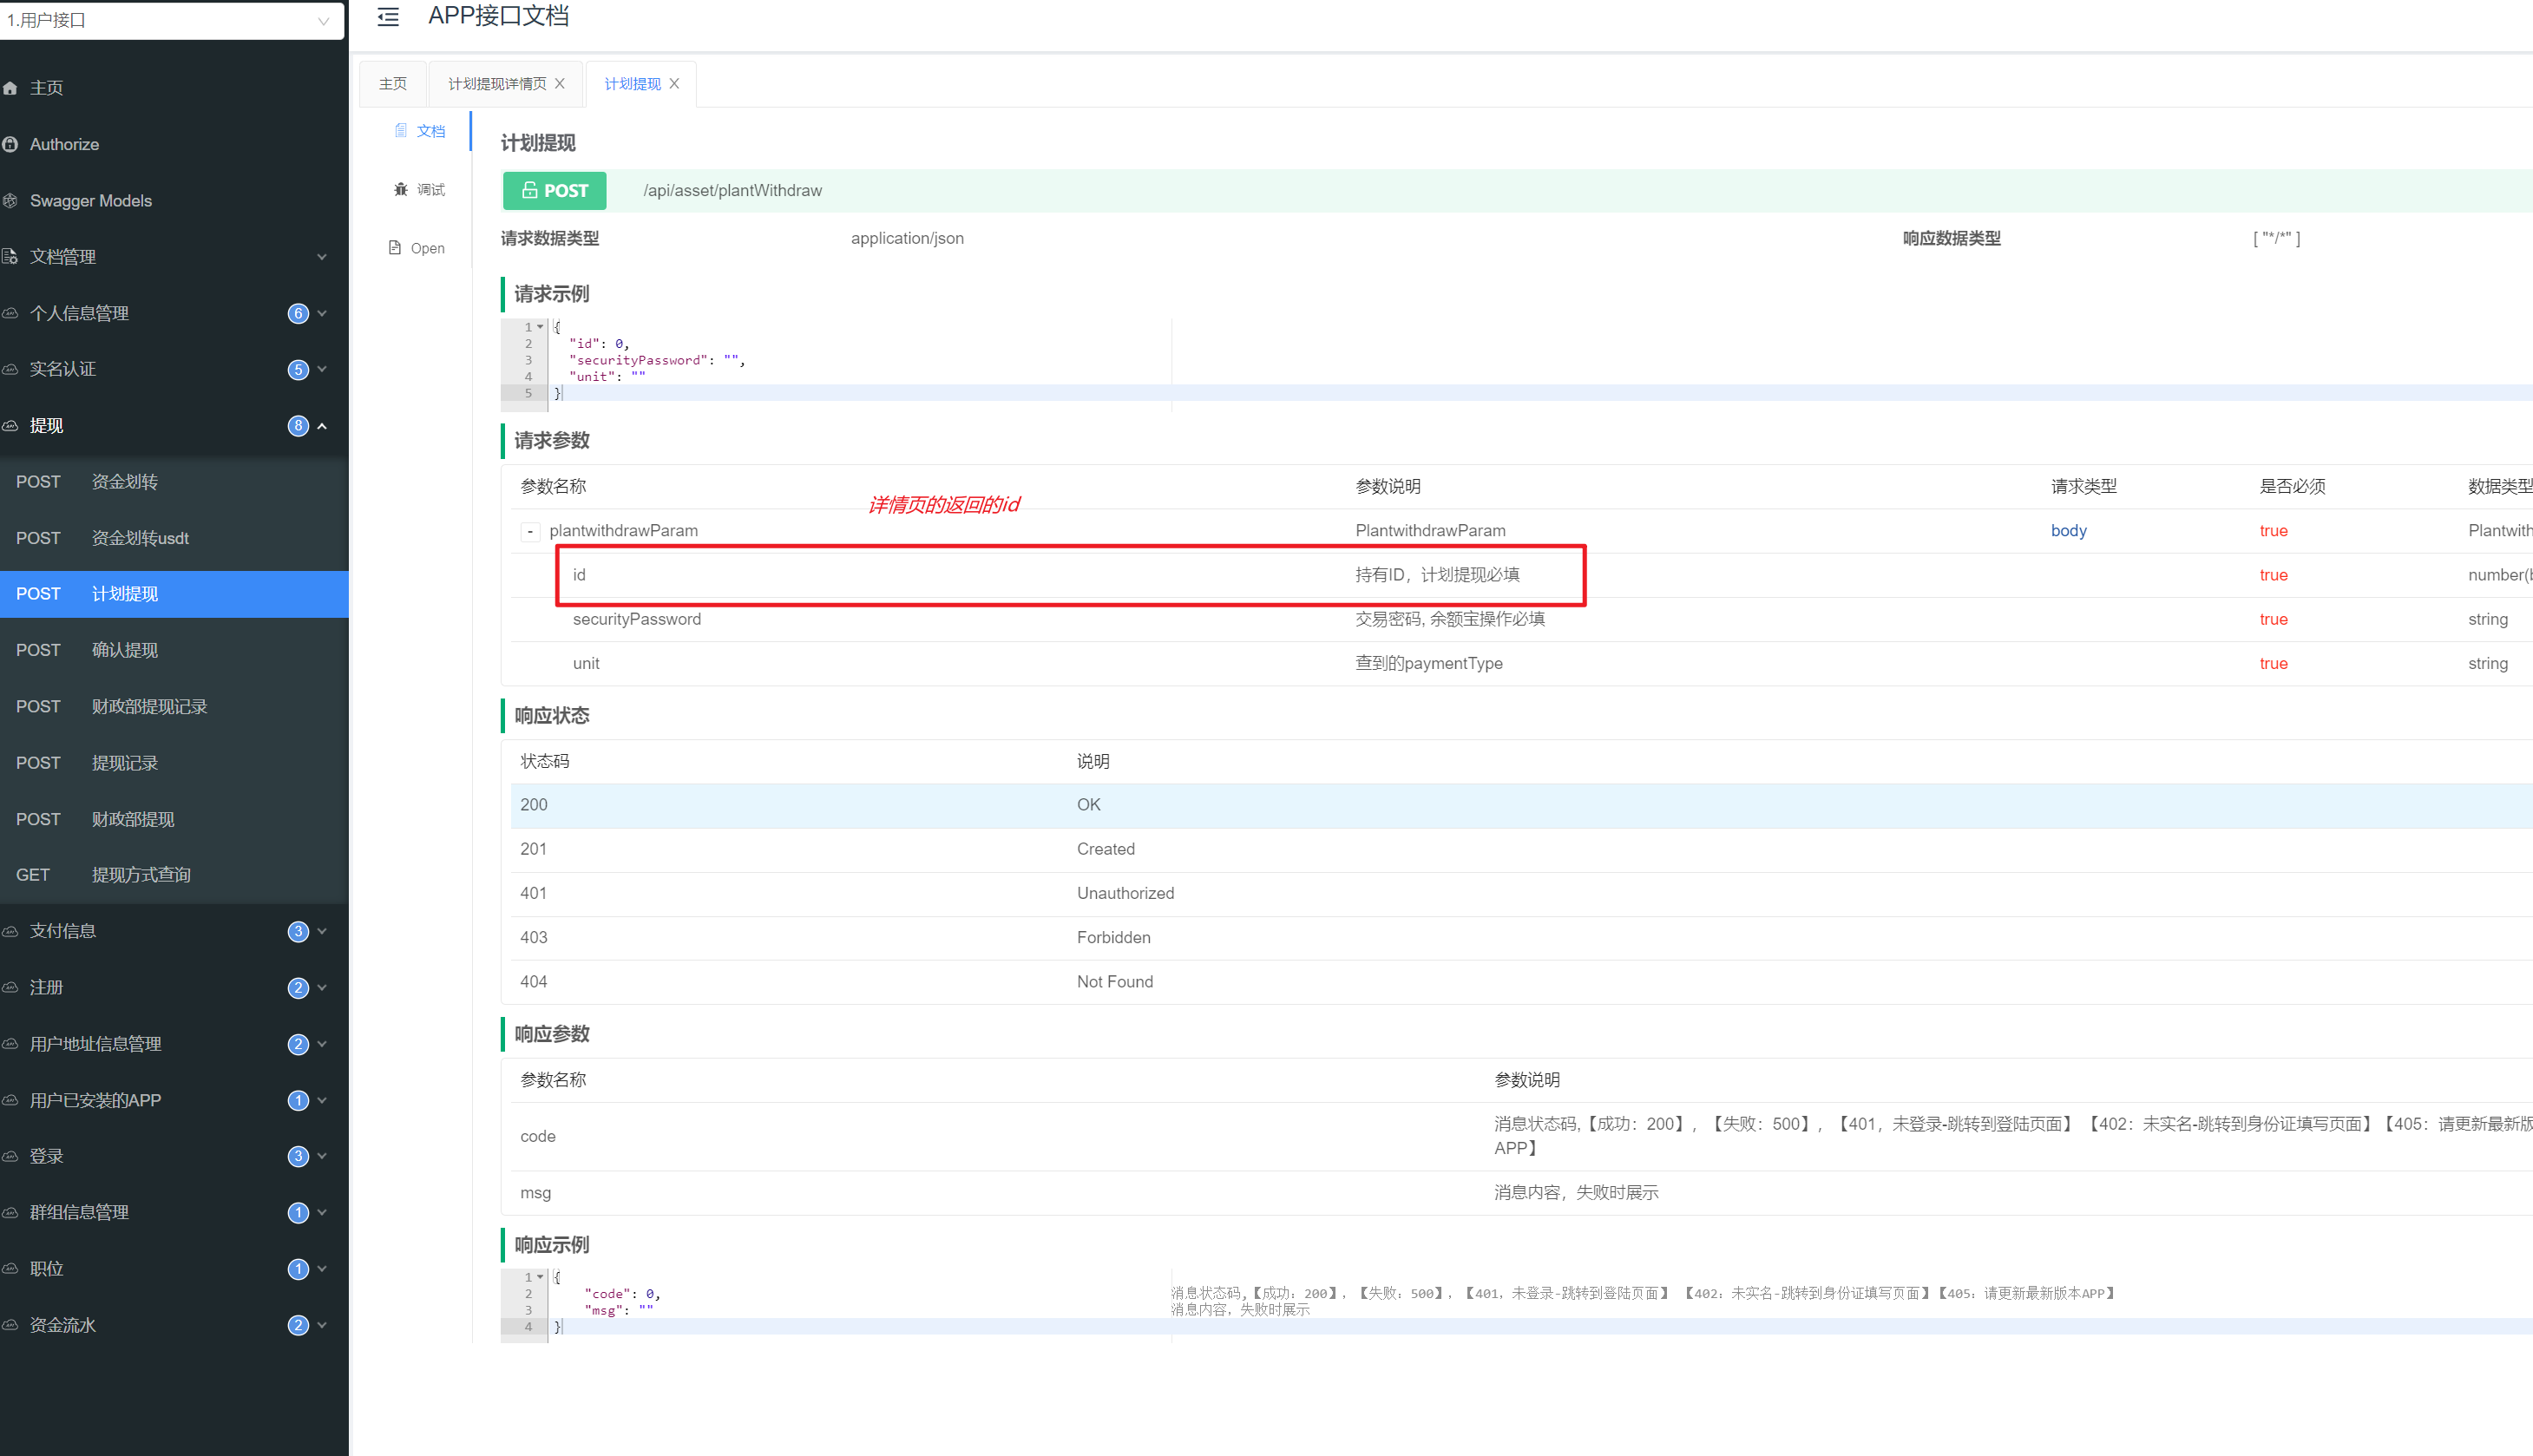 1.用户接口
APP接口文档
主页
Authorize
Swagger Models
文档管理
个人信息管理 6
实名认证 5
提现 8
POST 资金划转
POST 资金划转usdt
POST 计划提现
POST 确认提现
POST 财政部提现记录
POST 提现记录
POST 财政部提现
GET 提现方式查询
支付信息 3
注册 2
用户地址信息管理 2
用户已安装的APP 1
登录 3
群组信息管理 1
职位 1
资金流水 2
主页 计划提现详情页 计划提现
文档
调试
Open
计划提现
POST /api/asset/plantWithdraw
请求数据类型 application/json 响应数据类型 [ "*/*" ]
请求示例
1 {
2 "id": 0,
3 "securityPassword": "",
4 "unit": ""
5 }
请求参数
参数名称 参数说明 请求类型 是否必须 数据类型
详情页的返回的id
- plantwithdrawParam PlantwithdrawParam body true Plantwith
id 持有ID，计划提现必填 true number(
securityPassword 交易密码, 余额宝操作必填 true string
unit 查到的paymentType true string
响应状态
状态码 说明
200 OK
201 Created
401 Unauthorized
403 Forbidden
404 Not Found
响应参数
参数名称 参数说明
code 消息状态码,【成功：200】，【失败：500】，【401，未登录-跳转到登陆页面】 【402：未实名-跳转到身份证填写页面】【405：请更新最新版
APP】
msg 消息内容，失败时展示
响应示例
1 {
2 "code": 0, 消息状态码,【成功：200】，【失败：500】，【401，未登录-跳转到登陆页面】 【402：未实名-跳转到身份证填写页面】【405：请更新最新版本APP】
3 "msg": "" 消息内容，失败时展示
4 }